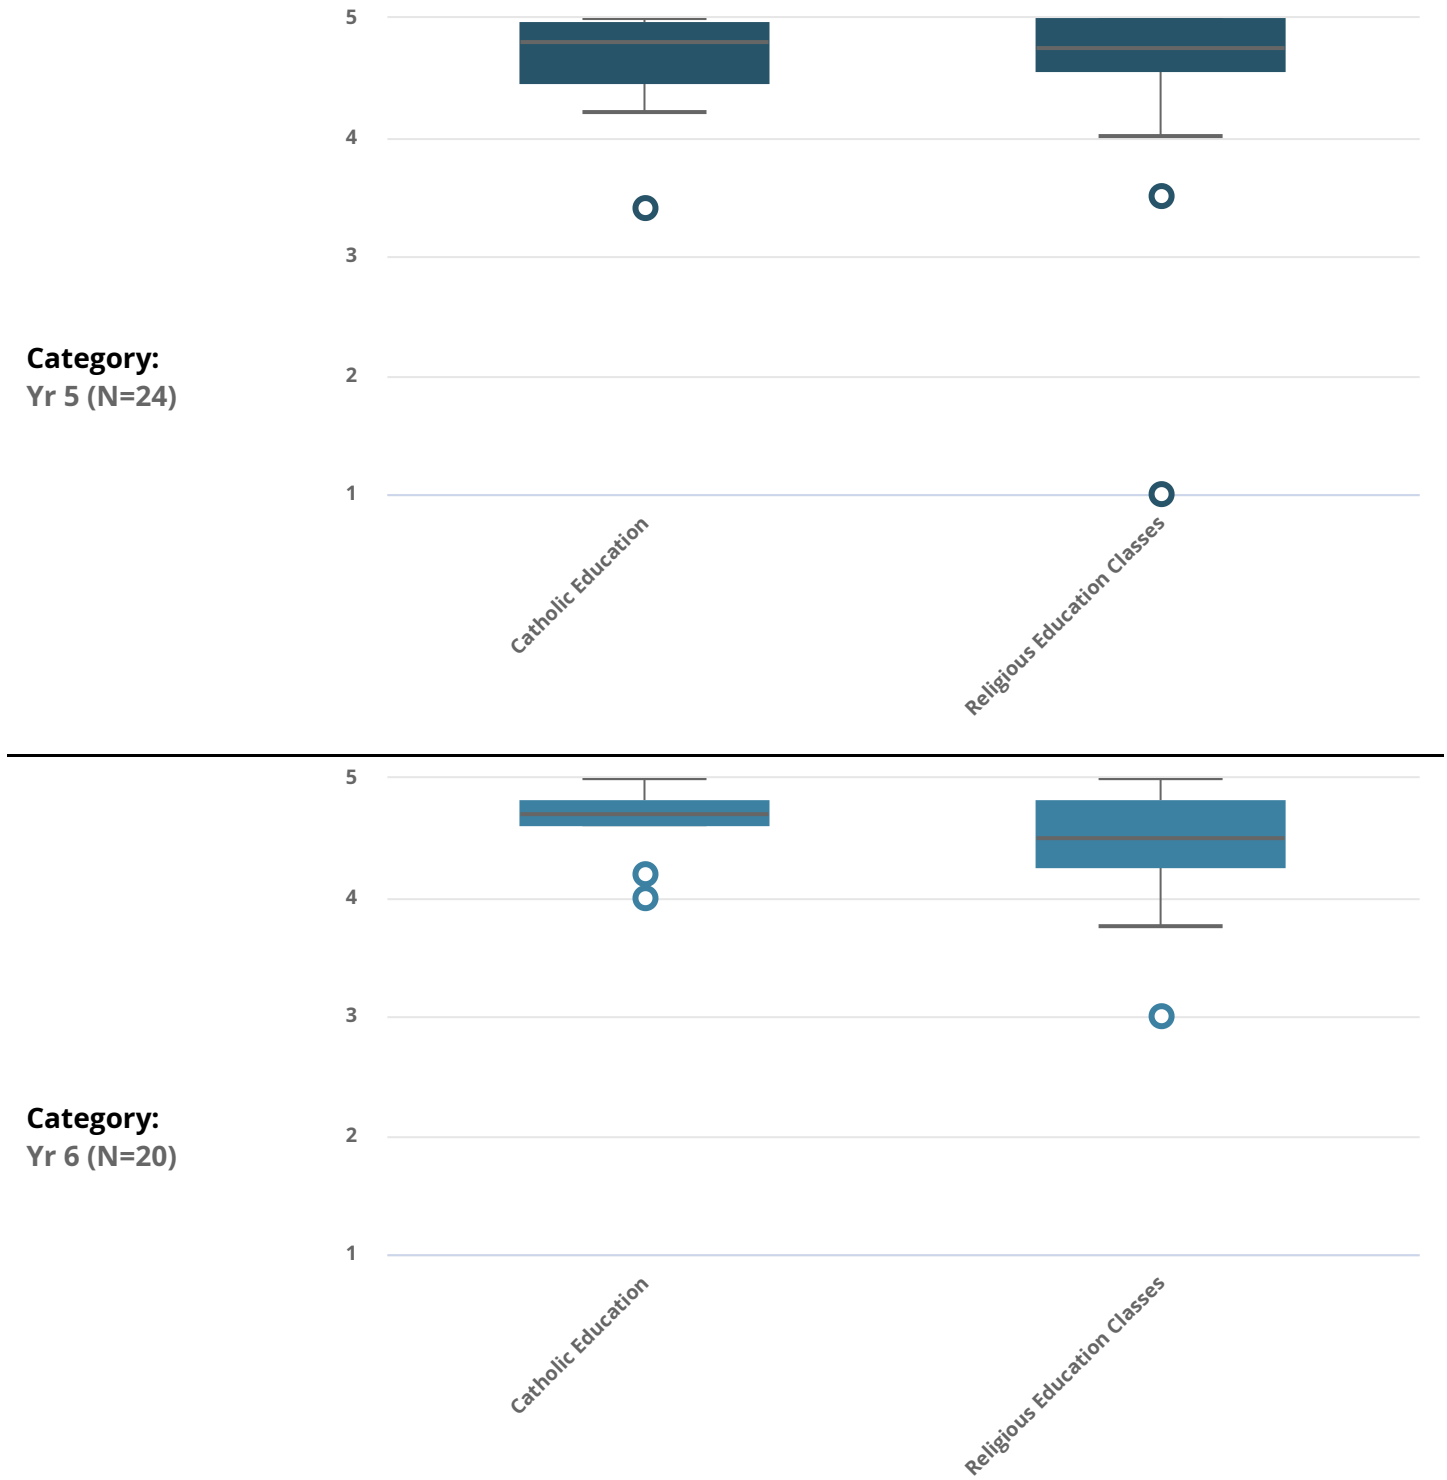 5
4
3
2
1
Category:
Yr 5 (N=24)
Catholic Education
Religious Education Classes
5
4
3
2
1
Category:
Yr 6 (N=20)
Catholic Education
Religious Education Classes